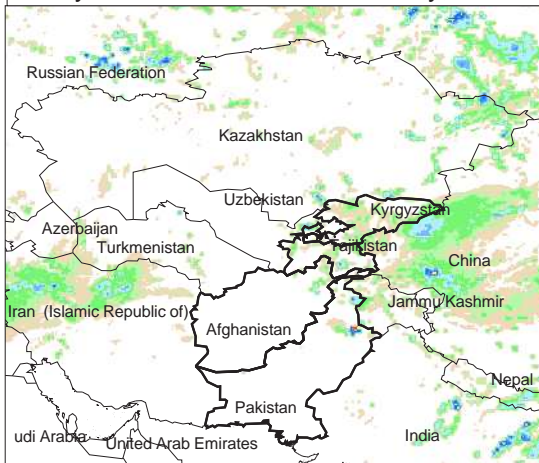 Russian Federation
Kazakhstan
Uzbekistan
Kyrgyzstan
Azerbaijan
Turkmenistan
Tajikistan
China
Iran (Islamic Republic of)
Jammu/Kashmir
Afghanistan
Nepal
Pakistan
udi Arabia
United Arab Emirates
India